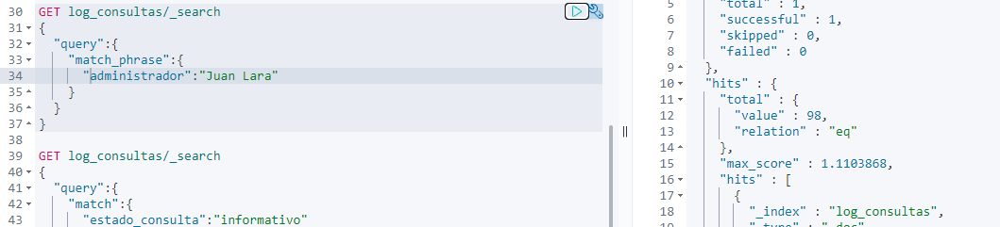 30 GET log_consultas/_search
31 {
32 "query":{
33 "match_phrase":{
34 "administrador":"Juan Lara"
35 }
36 }
37 }
38
39 GET log_consultas/_search
40 {
41 "query":{
42 "match":{
43 "estado_consulta":"informativo"
5 "total" : 1,
6 "successful" : 1,
7 "skipped" : 0,
8 "failed" : 0
9 },
10 "hits" : {
11 "total" : {
12 "value" : 98,
13 "relation" : "eq"
14 },
15 "max_score" : 1.1103868,
16 "hits" : [
17 {
18 "_index" : "log_consultas",